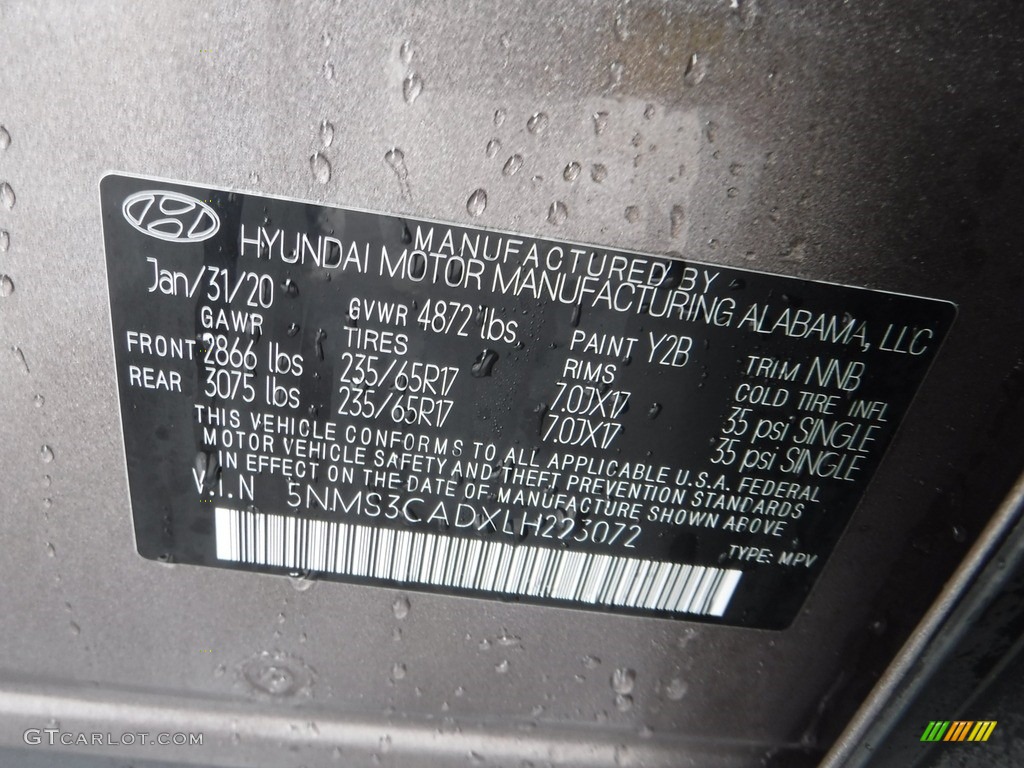 MANUFACTURED BY
HYUNDAI MOTOR MANUFACTURING ALABAMA, LLC
Jan/31/20 GVWR 4872 lbs PAINT Y2B TRIM NNB
GAWR TIRES RIMS COLD TIRE INFL
FRONT 2866 lbs 235/65R17 7.0JX17 35 psi SINGLE
REAR 3075 lbs 235/65R17 7.0JX17 35 psi SINGLE
THIS VEHICLE CONFORMS TO ALL APPLICABLE U.S.A FEDERAL
MOTOR VEHICLE SAFETY AND THEFT PREVENTION STANDARDS
IN EFFECT ON THE DATE OF MANUFACTURE SHOWN ABOVE
V.I.N 5NMS3CADXLH223072
TYPE: MPV
GTCARLOT.COM